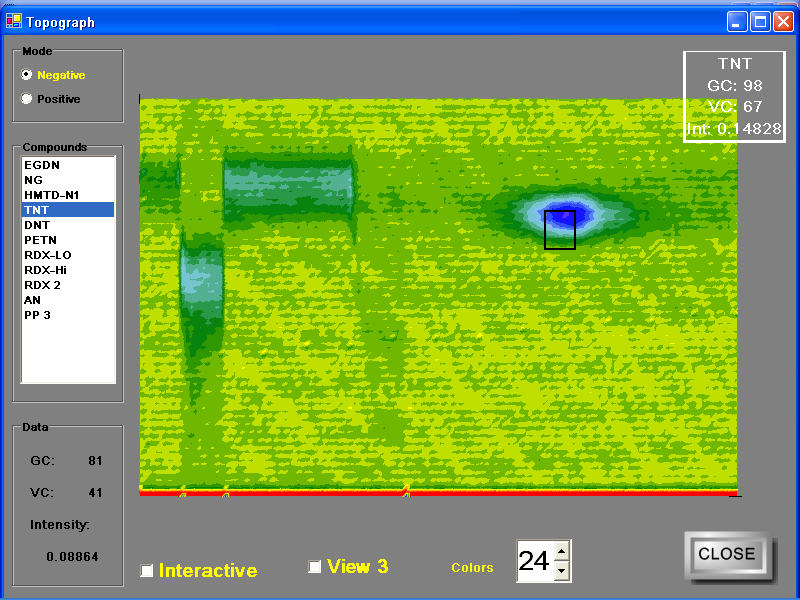 Topograph
Mode
Negative
Positive
Compounds
EGDN
NG
HMTD-N1
TNT
DNT
PETN
RDX-LO
RDX-Hi
RDX 2
AN
PP 3
Data
GC: 81
VC: 41
Intensity:
0.08864
TNT
GC: 98
VC: 67
Int: 0.14828
Interactive
View 3
Colors
24
CLOSE